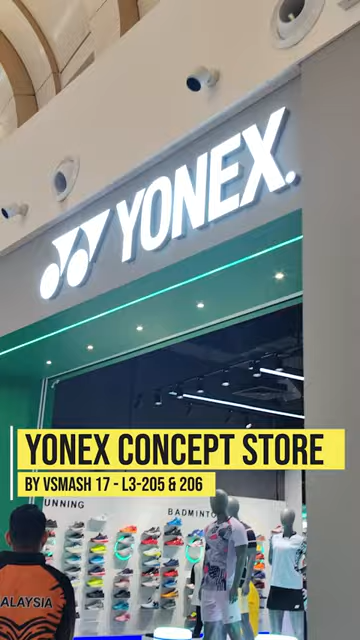 YONEX.
YONEX CONCEPT STORE
BY VSMASH 17 - L3-205 & 206
UNNING
BADMINTO
ALAYSIA